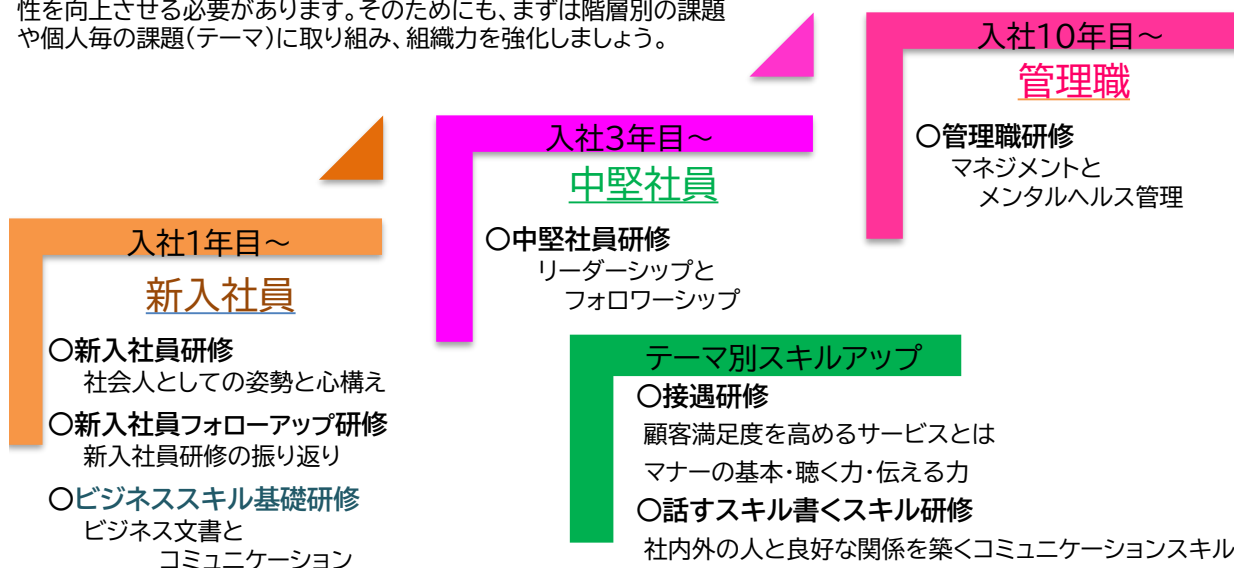 性を向上させる必要があります。そのためにも、まずは階層別の課題
や個人毎の課題(テーマ)に取り組み、組織力を強化しましょう。
入社1年目～
新入社員
〇新入社員研修
社会人としての姿勢と心構え
〇新入社員フォローアップ研修
新入社員研修の振り返り
〇ビジネススキル基礎研修
ビジネス文書と
コミュニケーション
入社3年目～
中堅社員
〇中堅社員研修
リーダーシップと
フォロワーシップ
入社10年目～
管理職
〇管理職研修
マネジメントと
メンタルヘルス管理
テーマ別スキルアップ
〇接遇研修
顧客満足度を高めるサービスとは
マナーの基本・聴く力・伝える力
〇話すスキル書くスキル研修
社内外の人と良好な関係を築くコミュニケーションスキル